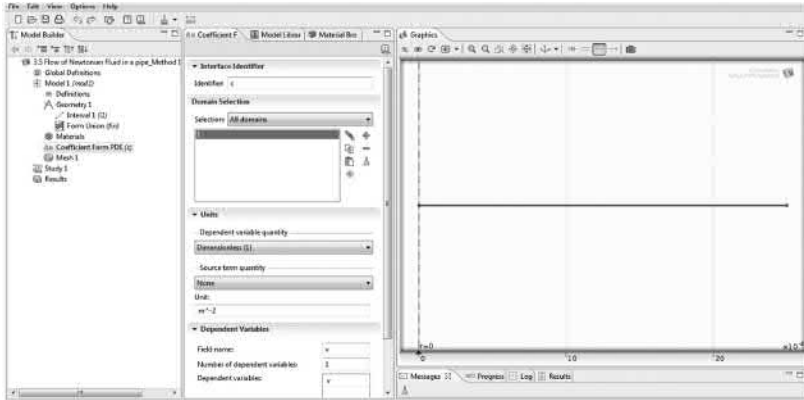 File Edit View Options Help
Model Builder
3.5 Flow of Newtonian Fluid in a pipe_Method 1
Global Definitions
Model 1 (mod1)
Definitions
Geometry 1
Interval 1 (i1)
Form Union (fin)
Materials
Coefficient Form PDE (c)
Mesh 1
Study 1
Results
Coefficient F
Model Librar
Material Bro
Interface Identifier
Identifier: c
Domain Selection
Selection: All domains
1
Units
Dependent variable quantity
Dimensionless (1)
Source term quantity
None
Unit:
m^-2
Dependent Variables
Field name: v
Number of dependent variables: 1
Dependent variables: v
Graphics
r=0
0 10 20
Messages Progress Log Results